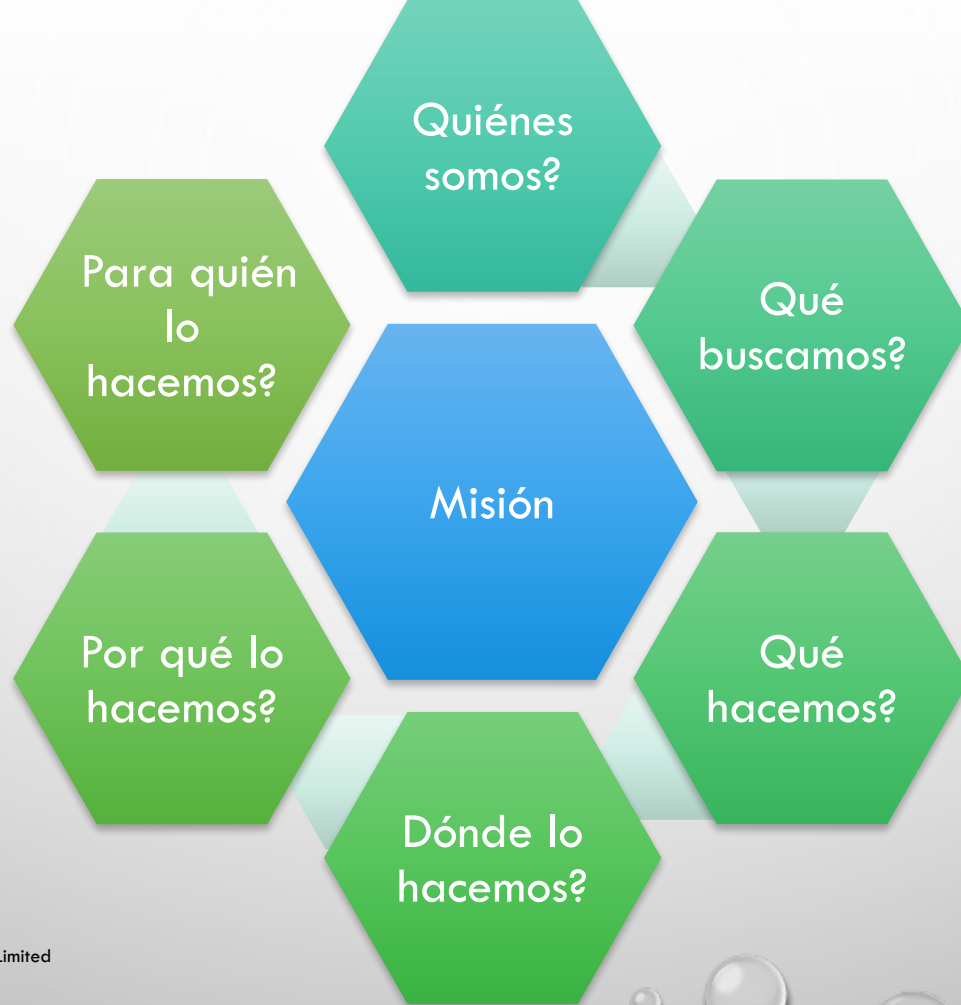 Quiénes
somos?
Qué
buscamos?
Qué
hacemos?
Dónde lo
hacemos?
Por qué lo
hacemos?
Para quién
lo
hacemos?
Misión
Limited